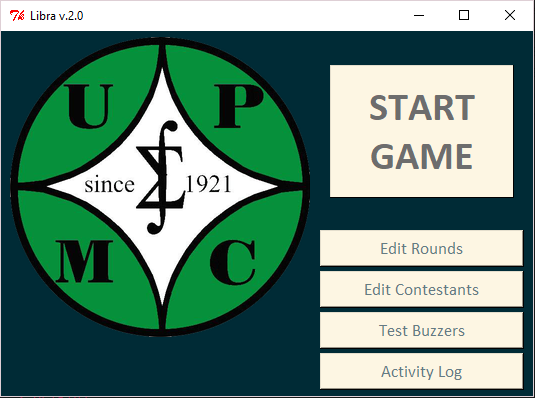 Libra v.2.0
U P
since 1921
M C
START
GAME
Edit Rounds
Edit Contestants
Test Buzzers
Activity Log